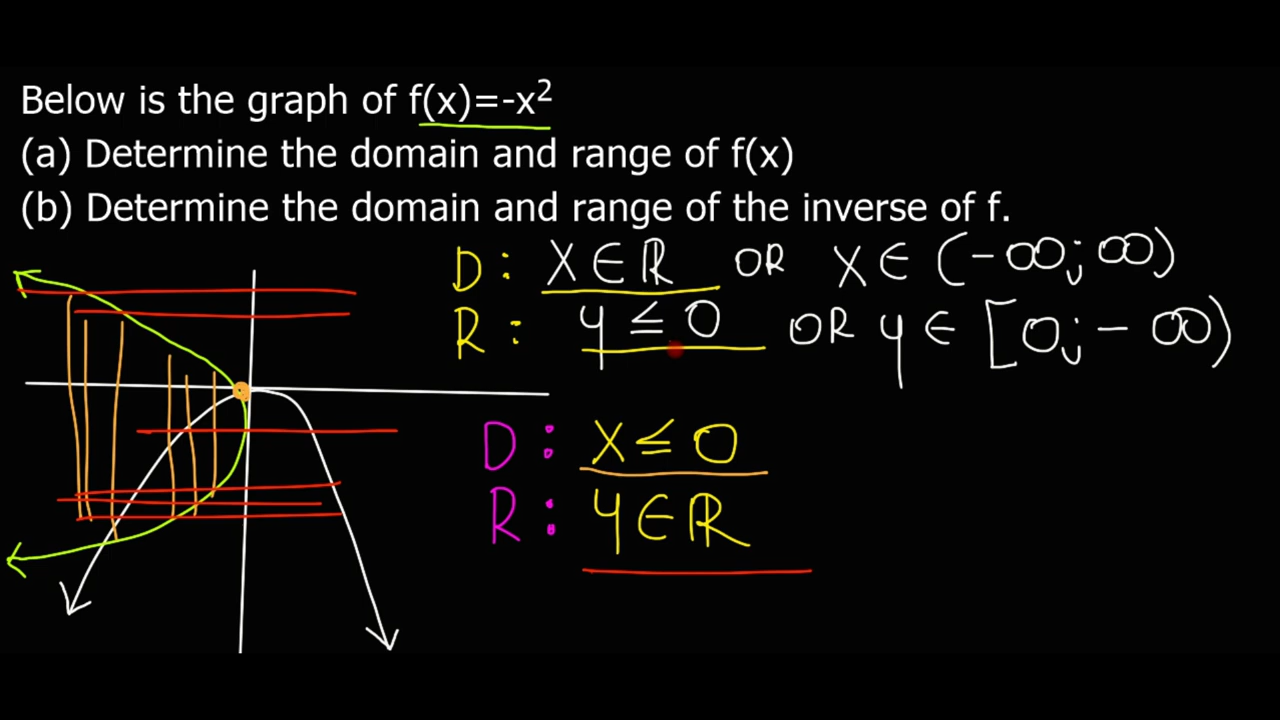 Below is the graph of f(x)=-x²
(a) Determine the domain and range of f(x)
(b) Determine the domain and range of the inverse of f.
D: x∈ℝ OR x∈(-∞;∞)
R: y≤0 OR y∈[0;-∞)
D: x≤0
R: y∈ℝ